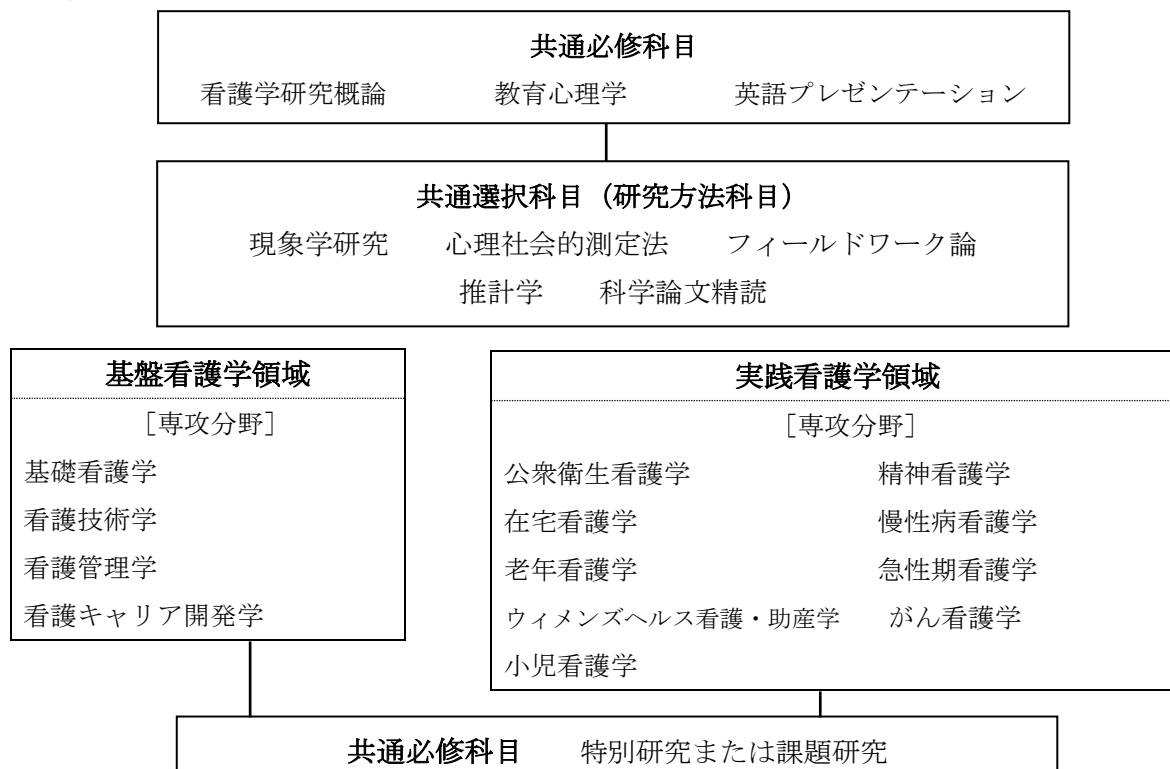 共通必修科目
看護学研究概論 教育心理学 英語プレゼンテーション
共通選択科目（研究方法科目）
現象学研究 心理社会的測定法 フィールドワーク論
推計学 科学論文精読
基盤看護学領域
［専攻分野］
基礎看護学
看護技術学
看護管理学
看護キャリア開発学
実践看護学領域
［専攻分野］
公衆衛生看護学 精神看護学
在宅看護学 慢性病看護学
老年看護学 急性期看護学
ウィメンズヘルス看護・助産学 がん看護学
小児看護学
共通必修科目 特別研究または課題研究